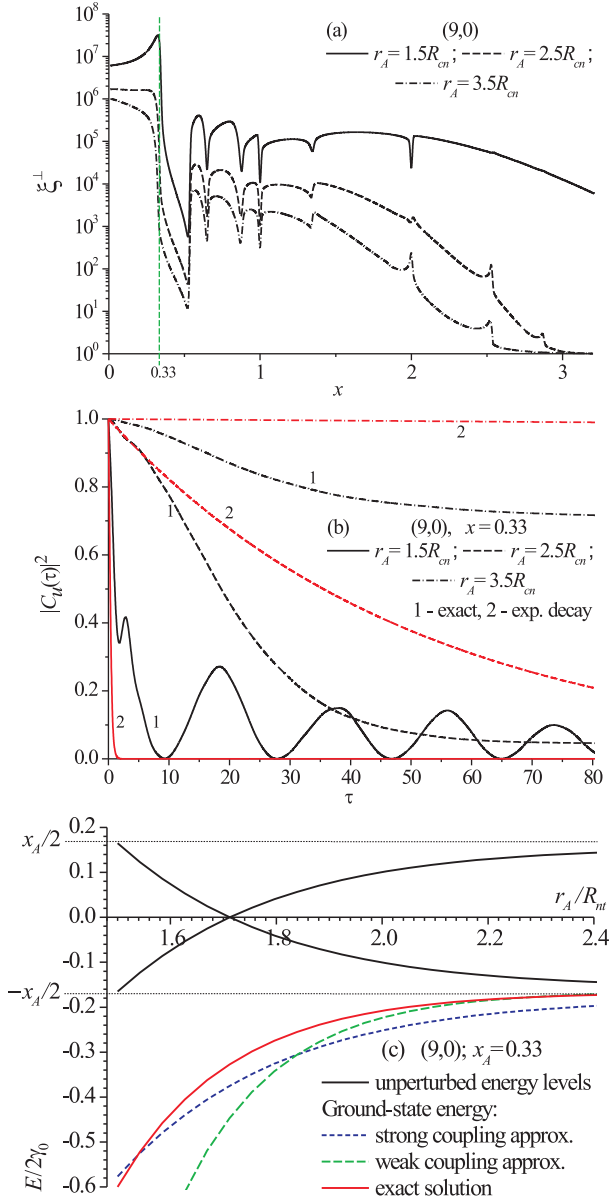 (a) (9,0)
r_A = 1.5R_cn; r_A = 2.5R_cn;
r_A = 3.5R_cn
ξ^⊥
10^8
10^7
10^6
10^5
10^4
10^3
10^2
10^1
10^0
0 0.33 1 2 3
x
1.0
0.8
0.6
0.4
0.2
0.0
|C_u(τ)|^2
2
1
1
2
2
1
(b) (9,0), x = 0.33
r_A = 1.5R_cn; r_A = 2.5R_cn;
r_A = 3.5R_cn
1 - exact, 2 - exp. decay
0 10 20 30 40 50 60 70 80
τ
0.2
x_A/2
0.1
0.0
-0.1
−x_A/2
-0.2
-0.3
-0.4
-0.5
-0.6
E/2γ_0
r_A/R_nt
1.6 1.8 2.0 2.2 2.4
(c) (9,0); x_A=0.33
unperturbed energy levels
Ground-state energy:
strong coupling approx.
weak coupling approx.
exact solution